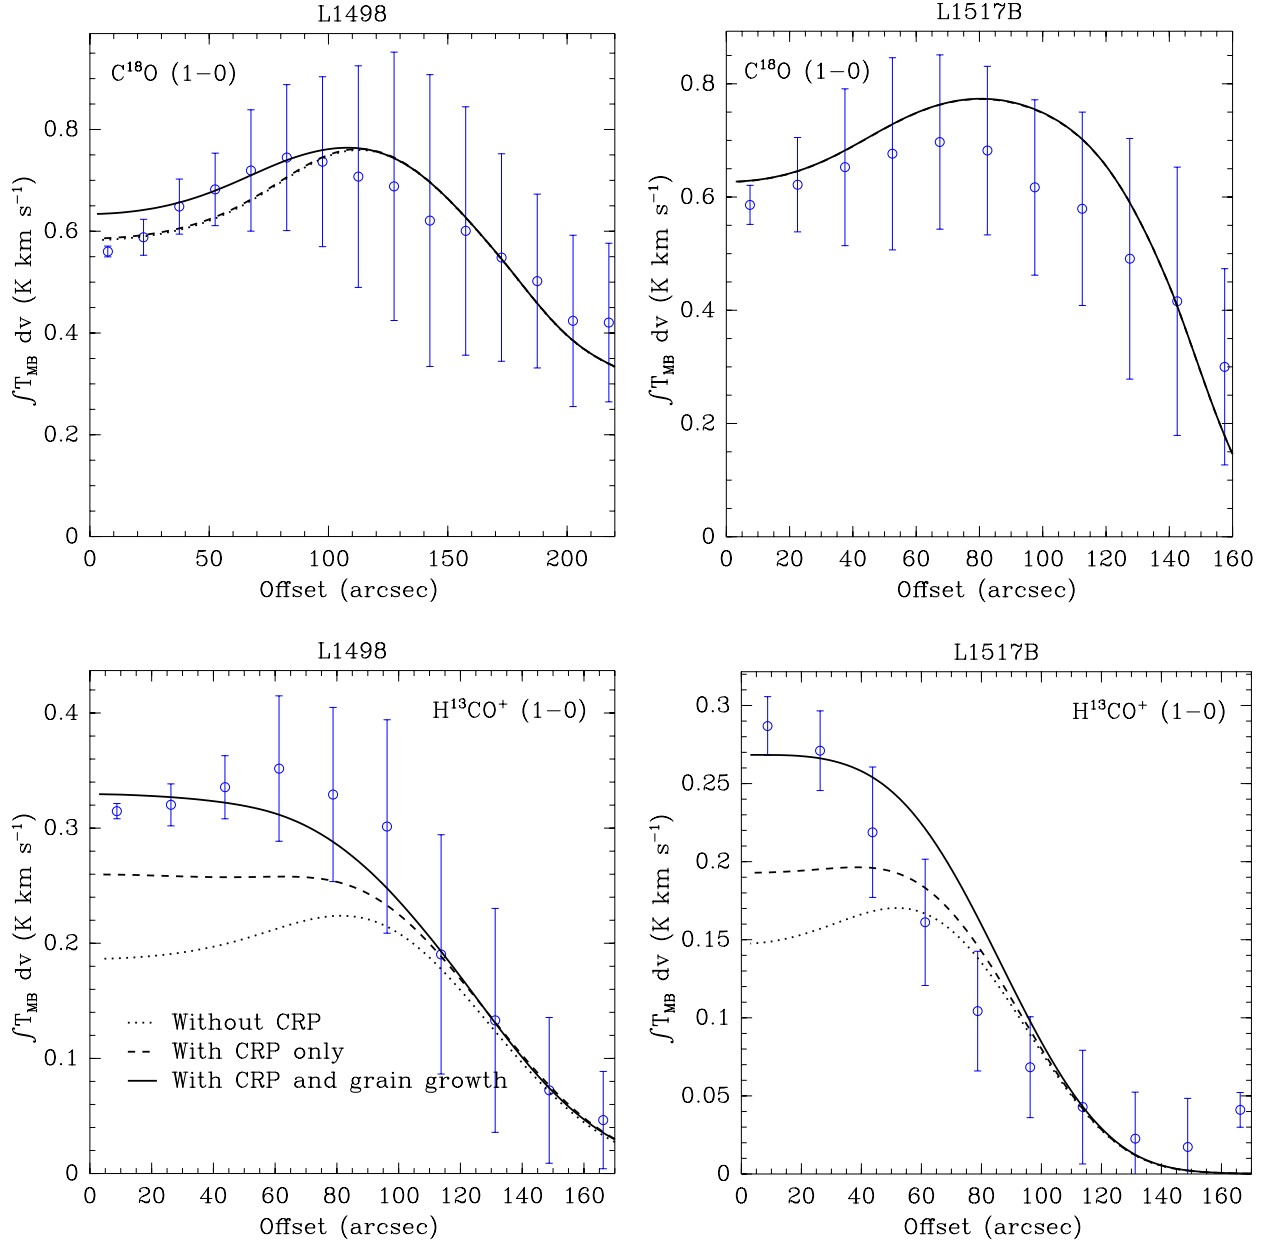 L1498
C¹⁸O (1−0)
0.8
0.6
0.4
0.2
0
0 50 100 150 200
Offset (arcsec)
∫T_MB dv (K km s⁻¹)
L1517B
C¹⁸O (1−0)
0.8
0.6
0.4
0.2
0
0 20 40 60 80 100 120 140 160
Offset (arcsec)
∫T_MB dv (K km s⁻¹)
L1498
H¹³CO⁺ (1−0)
0.4
0.3
0.2
0.1
0
Without CRP
With CRP only
With CRP and grain growth
0 20 40 60 80 100 120 140 160
Offset (arcsec)
∫T_MB dv (K km s⁻¹)
L1517B
H¹³CO⁺ (1−0)
0.3
0.25
0.2
0.15
0.1
0.05
0
0 20 40 60 80 100 120 140 160
Offset (arcsec)
∫T_MB dv (K km s⁻¹)